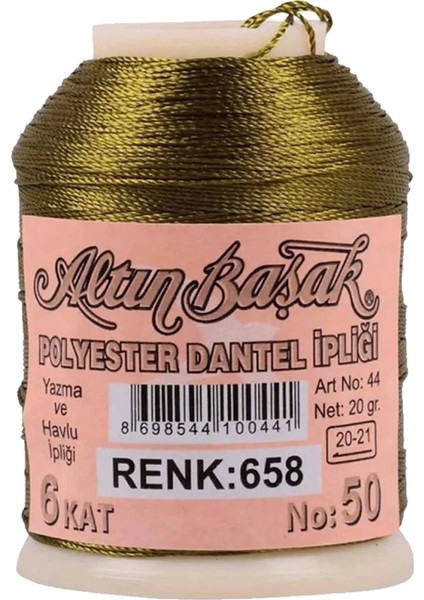 Altın Başak ®
POLYESTER DANTEL İPLİĞİ
Yazma
ve
Havlu
İpliği
8 698544 100441
Art No: 44
Net: 20 gr.
20-21
RENK:658
6 KAT
No: 50